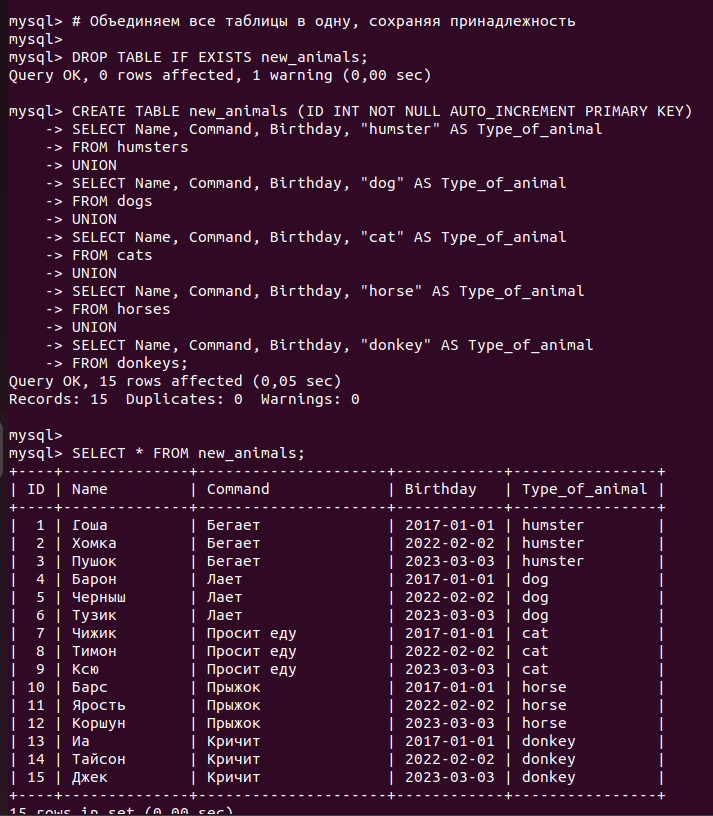 mysql> # Объединяем все таблицы в одну, сохраняя принадлежность
mysql>
mysql> DROP TABLE IF EXISTS new_animals;
Query OK, 0 rows affected, 1 warning (0,00 sec)
mysql> CREATE TABLE new_animals (ID INT NOT NULL AUTO_INCREMENT PRIMARY KEY)
    -> SELECT Name, Command, Birthday, "humster" AS Type_of_animal
    -> FROM humsters
    -> UNION
    -> SELECT Name, Command, Birthday, "dog" AS Type_of_animal
    -> FROM dogs
    -> UNION
    -> SELECT Name, Command, Birthday, "cat" AS Type_of_animal
    -> FROM cats
    -> UNION
    -> SELECT Name, Command, Birthday, "horse" AS Type_of_animal
    -> FROM horses
    -> UNION
    -> SELECT Name, Command, Birthday, "donkey" AS Type_of_animal
    -> FROM donkeys;
Query OK, 15 rows affected (0,05 sec)
Records: 15  Duplicates: 0  Warnings: 0
mysql>
mysql> SELECT * FROM new_animals;
+----+--------------+---------------------+------------+----------------+
| ID | Name         | Command             | Birthday   | Type_of_animal |
+----+--------------+---------------------+------------+----------------+
|  1 | Гоша         | Бегает              | 2017-01-01 | humster        |
|  2 | Хомка        | Бегает              | 2022-02-02 | humster        |
|  3 | Пушок        | Бегает              | 2023-03-03 | humster        |
|  4 | Барон        | Лает                | 2017-01-01 | dog            |
|  5 | Черныш       | Лает                | 2022-02-02 | dog            |
|  6 | Тузик        | Лает                | 2023-03-03 | dog            |
|  7 | Чижик        | Просит еду          | 2017-01-01 | cat            |
|  8 | Тимон        | Просит еду          | 2022-02-02 | cat            |
|  9 | Ксю          | Просит еду          | 2023-03-03 | cat            |
| 10 | Барс         | Прыжок              | 2017-01-01 | horse          |
| 11 | Ярость       | Прыжок              | 2022-02-02 | horse          |
| 12 | Коршун       | Прыжок              | 2023-03-03 | horse          |
| 13 | Иа           | Кричит              | 2017-01-01 | donkey         |
| 14 | Тайсон       | Кричит              | 2022-02-02 | donkey         |
| 15 | Джек         | Кричит              | 2023-03-03 | donkey         |
+----+--------------+---------------------+------------+----------------+
15 rows in set (0,00 sec)